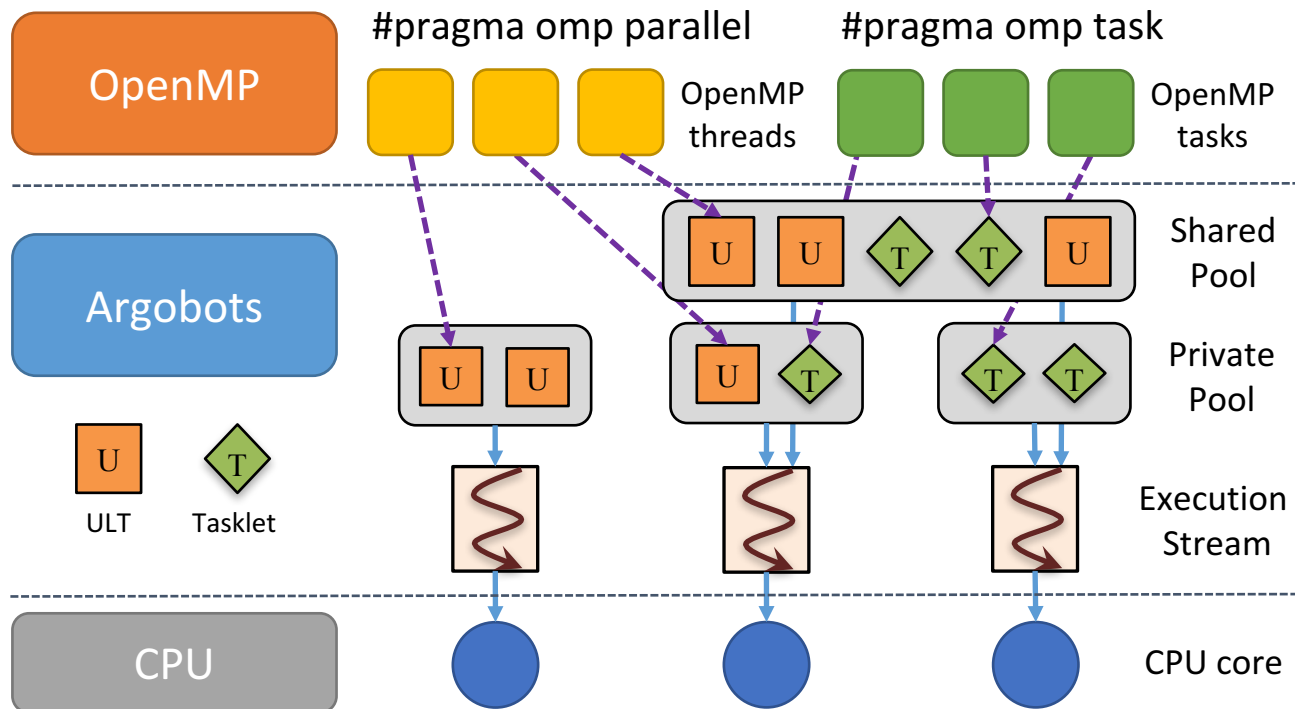 #pragma omp parallel
#pragma omp task
OpenMP
OpenMP
threads
OpenMP
tasks
Argobots
U
U
T
T
U
Shared
Pool
U
U
U
T
T
T
Private
Pool
U
T
ULT
Tasklet
Execution
Stream
CPU
CPU core